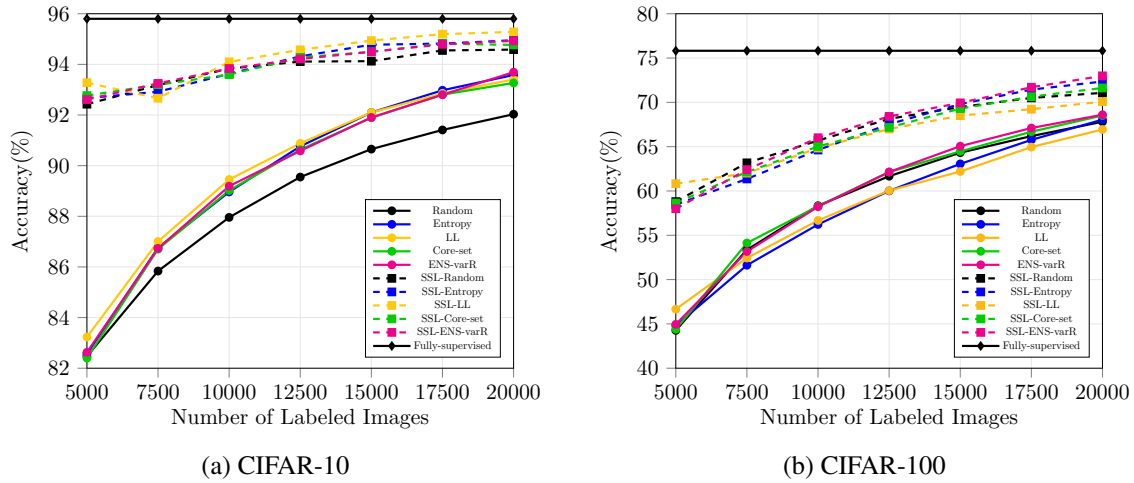 96
94
92
90
88
86
84
82
Accuracy(%)
Random
Entropy
LL
Core-set
ENS-varR
SSL-Random
SSL-Entropy
SSL-LL
SSL-Core-set
SSL-ENS-varR
Fully-supervised
5000 7500 10000 12500 15000 17500 20000
Number of Labeled Images
(a) CIFAR-10
80
75
70
65
60
55
50
45
40
Accuracy(%)
Random
Entropy
LL
Core-set
ENS-varR
SSL-Random
SSL-Entropy
SSL-LL
SSL-Core-set
SSL-ENS-varR
Fully-supervised
5000 7500 10000 12500 15000 17500 20000
Number of Labeled Images
(b) CIFAR-100